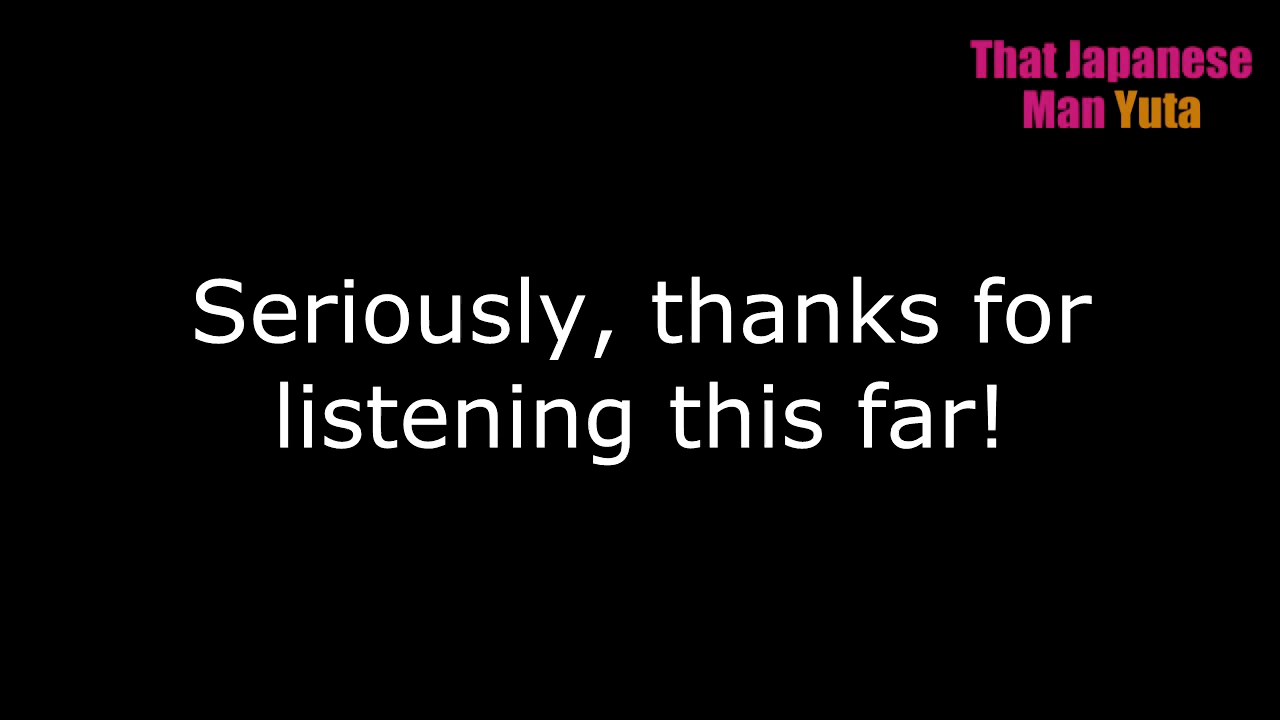 That Japanese
Man Yuta
Seriously, thanks for
listening this far!